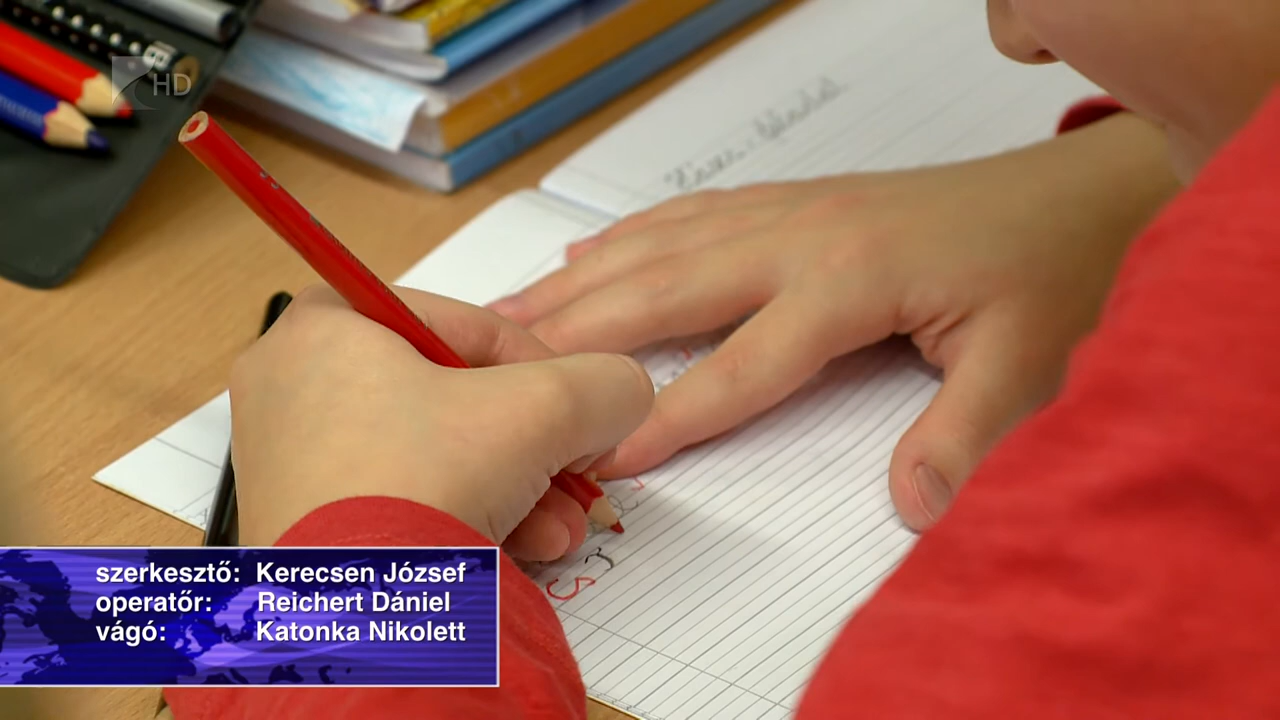 HD
szerkesztő: Kerecsen József
operatőr: Reichert Dániel
vágó: Katonka Nikolett